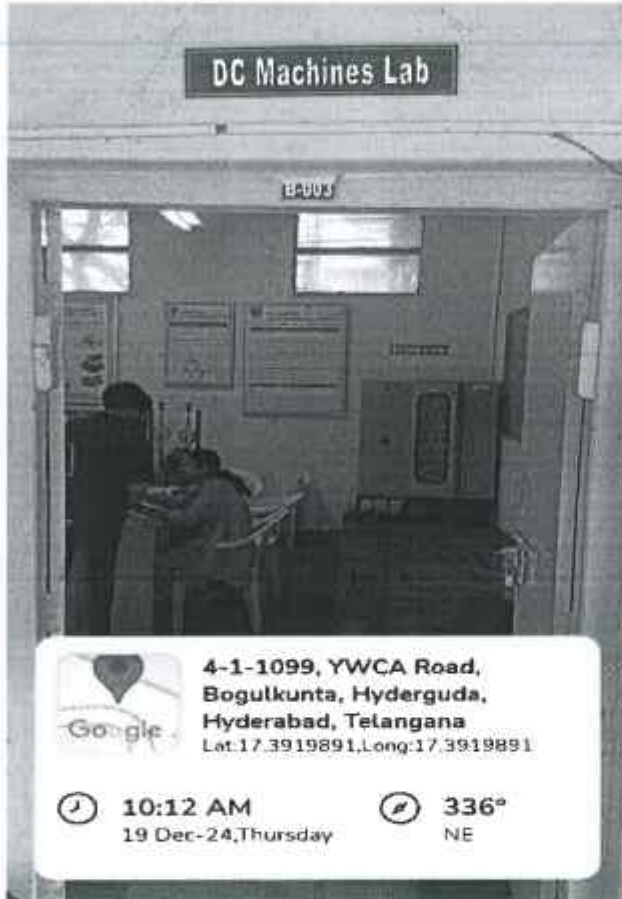 DC Machines Lab
B-003
Google
4-1-1099, YWCA Road,
Bogulkunta, Hyderguda,
Hyderabad, Telangana
Lat:17.3919891,Long:17.3919891
10:12 AM
19 Dec-24,Thursday
336°
NE